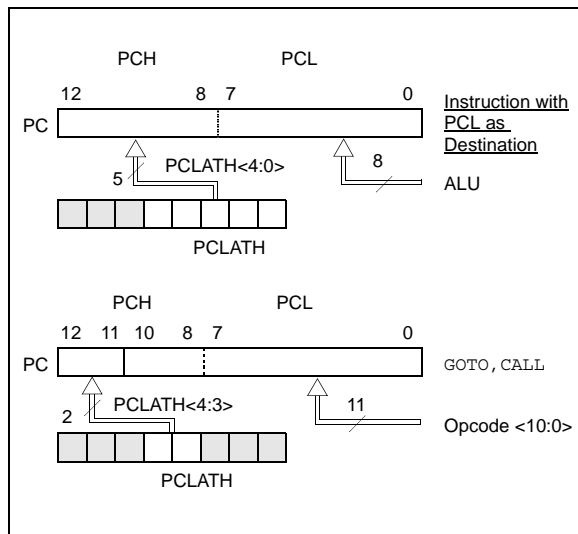 PCH PCL
12 8 7 0
PC
Instruction with
PCL as
Destination
PCLATH<4:0>
5
8
ALU
PCLATH
PCH PCL
12 11 10 8 7 0
PC
GOTO, CALL
PCLATH<4:3>
2
11
Opcode <10:0>
PCLATH